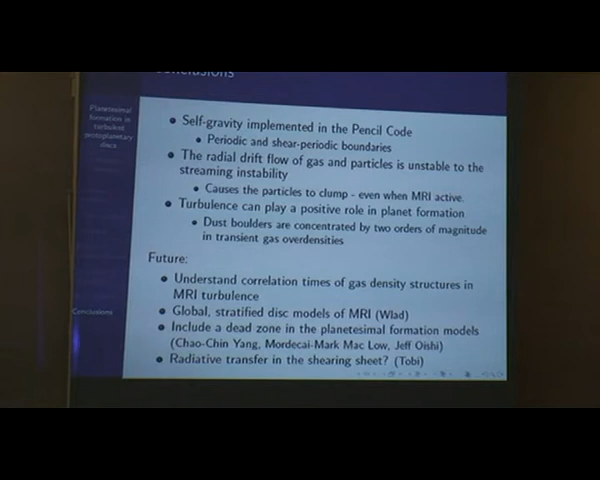 Conclusions
Planetesimal
formation in
turbulent
protoplanetary
discs
Self-gravity implemented in the Pencil Code
Periodic and shear-periodic boundaries
The radial drift flow of gas and particles is unstable to the
streaming instability
Causes the particles to clump - even when MRI active.
Turbulence can play a positive role in planet formation
Dust boulders are concentrated by two orders of magnitude
in transient gas overdensities
Future:
Understand correlation times of gas density structures in
MRI turbulence
Global, stratified disc models of MRI (Wlad)
Include a dead zone in the planetesimal formation models
(Chao-Chin Yang, Mordecai-Mark Mac Low, Jeff Oishi)
Radiative transfer in the shearing sheet? (Tobi)
Conclusions